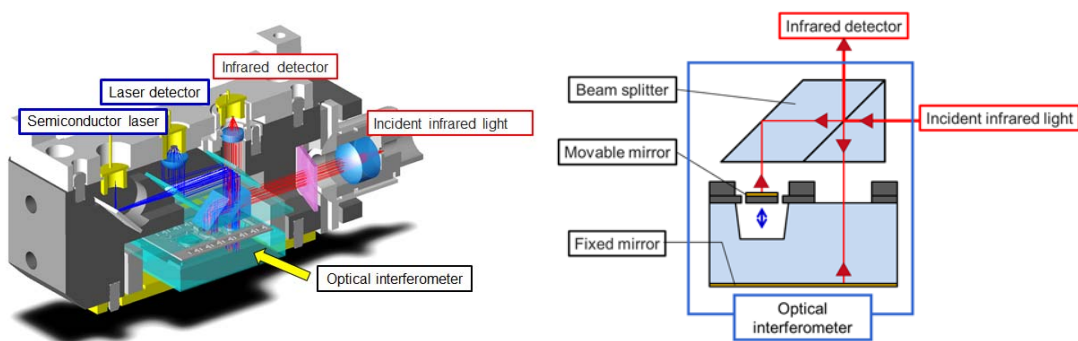 Infrared detector
Laser detector
Semiconductor laser
Incident infrared light
Optical interferometer
Infrared detector
Beam splitter
Incident infrared light
Movable mirror
Fixed mirror
Optical
interferometer